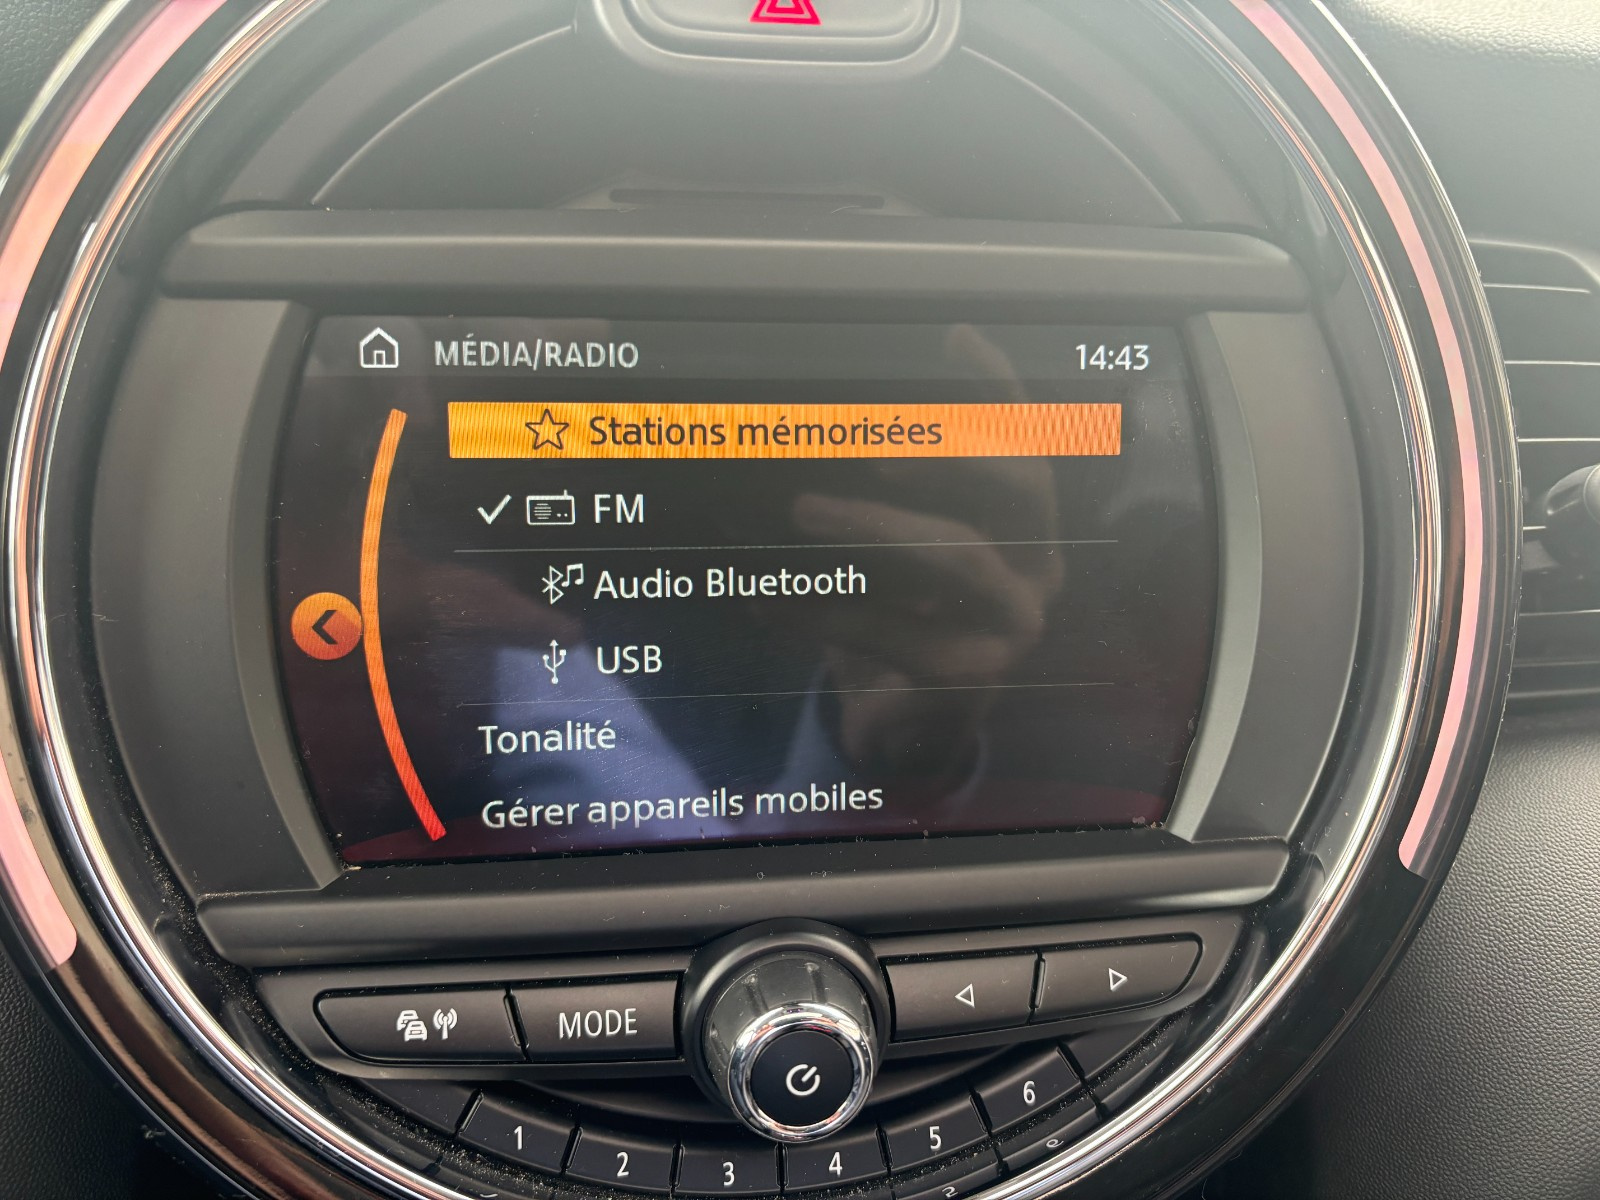 MÉDIA/RADIO 14:43
Stations mémorisées
FM
Audio Bluetooth
USB
Tonalité
Gérer appareils mobiles
MODE
1 2 3 4 5 6